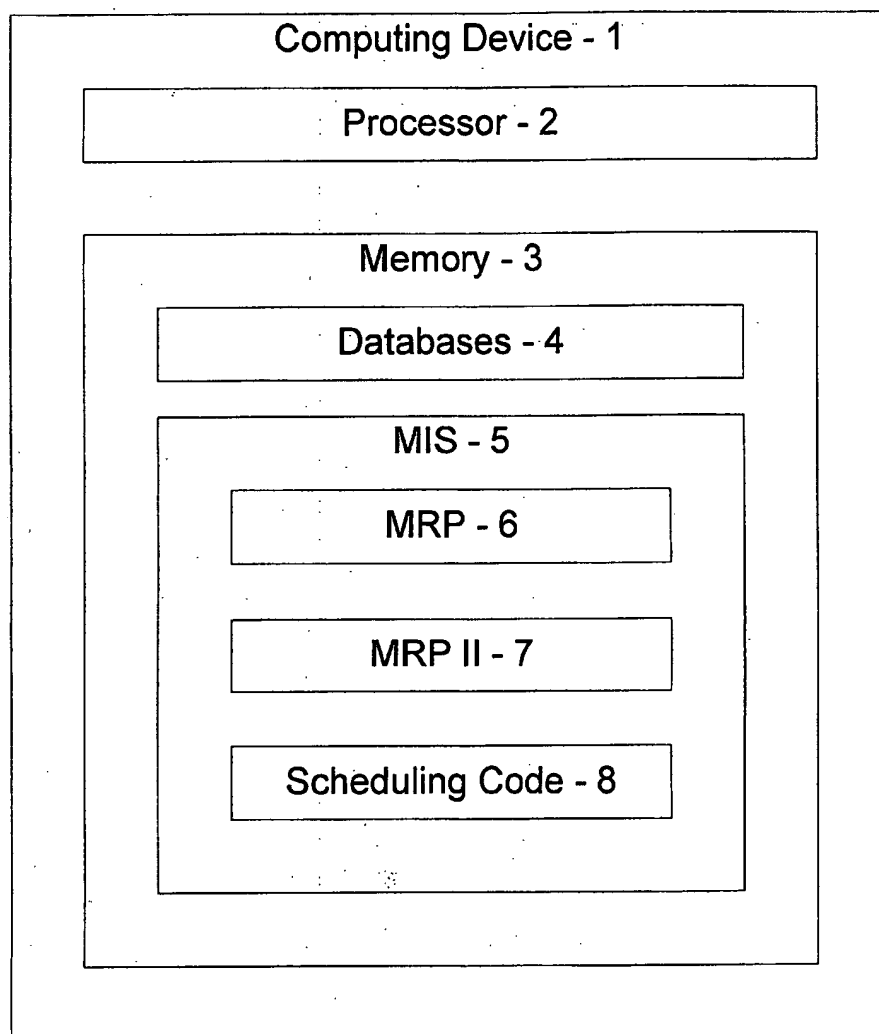 Computing Device - 1
Processor - 2
Memory - 3
Databases - 4
MIS - 5
MRP - 6
MRP II - 7
Scheduling Code - 8